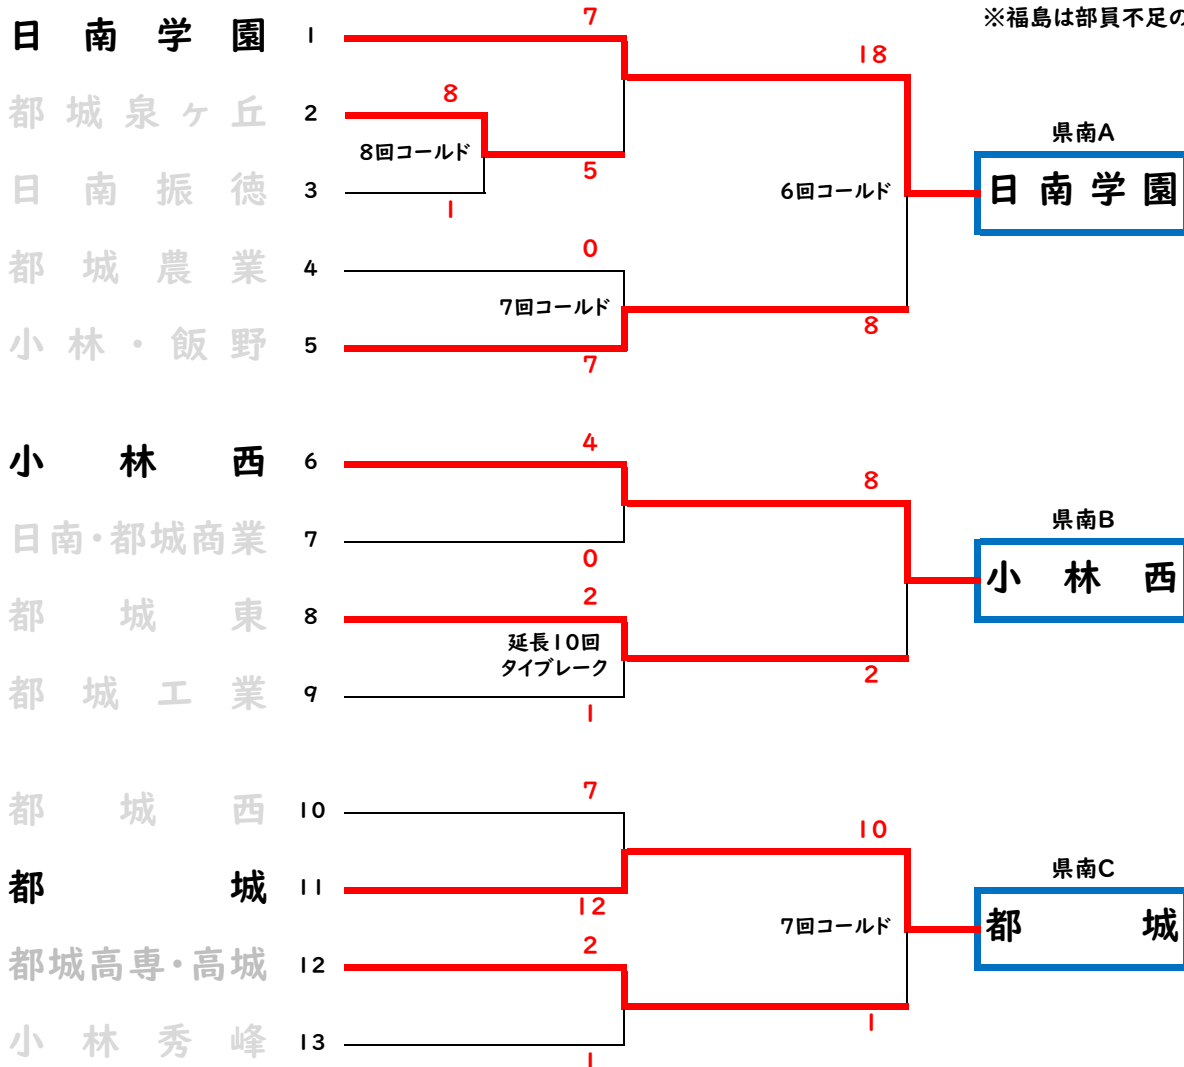 ※福島は部員不足の
7
日南学園 1
18
都城泉ヶ丘 2
8
県南A
8回コールド
5
日南学園
日南振徳 3
1
6回コールド
都城農業 4
0
7回コールド
8
小林・飯野 5
7
小林西 6
4
8
県南B
日南・都城商業 7
0
小林西
都城東 8
2
延長10回
タイブレーク
2
都城工業 9
1
都城西 10
7
10
県南C
都城 11
12
7回コールド
都城
都城高専・高城 12
2
1
小林秀峰 13
1